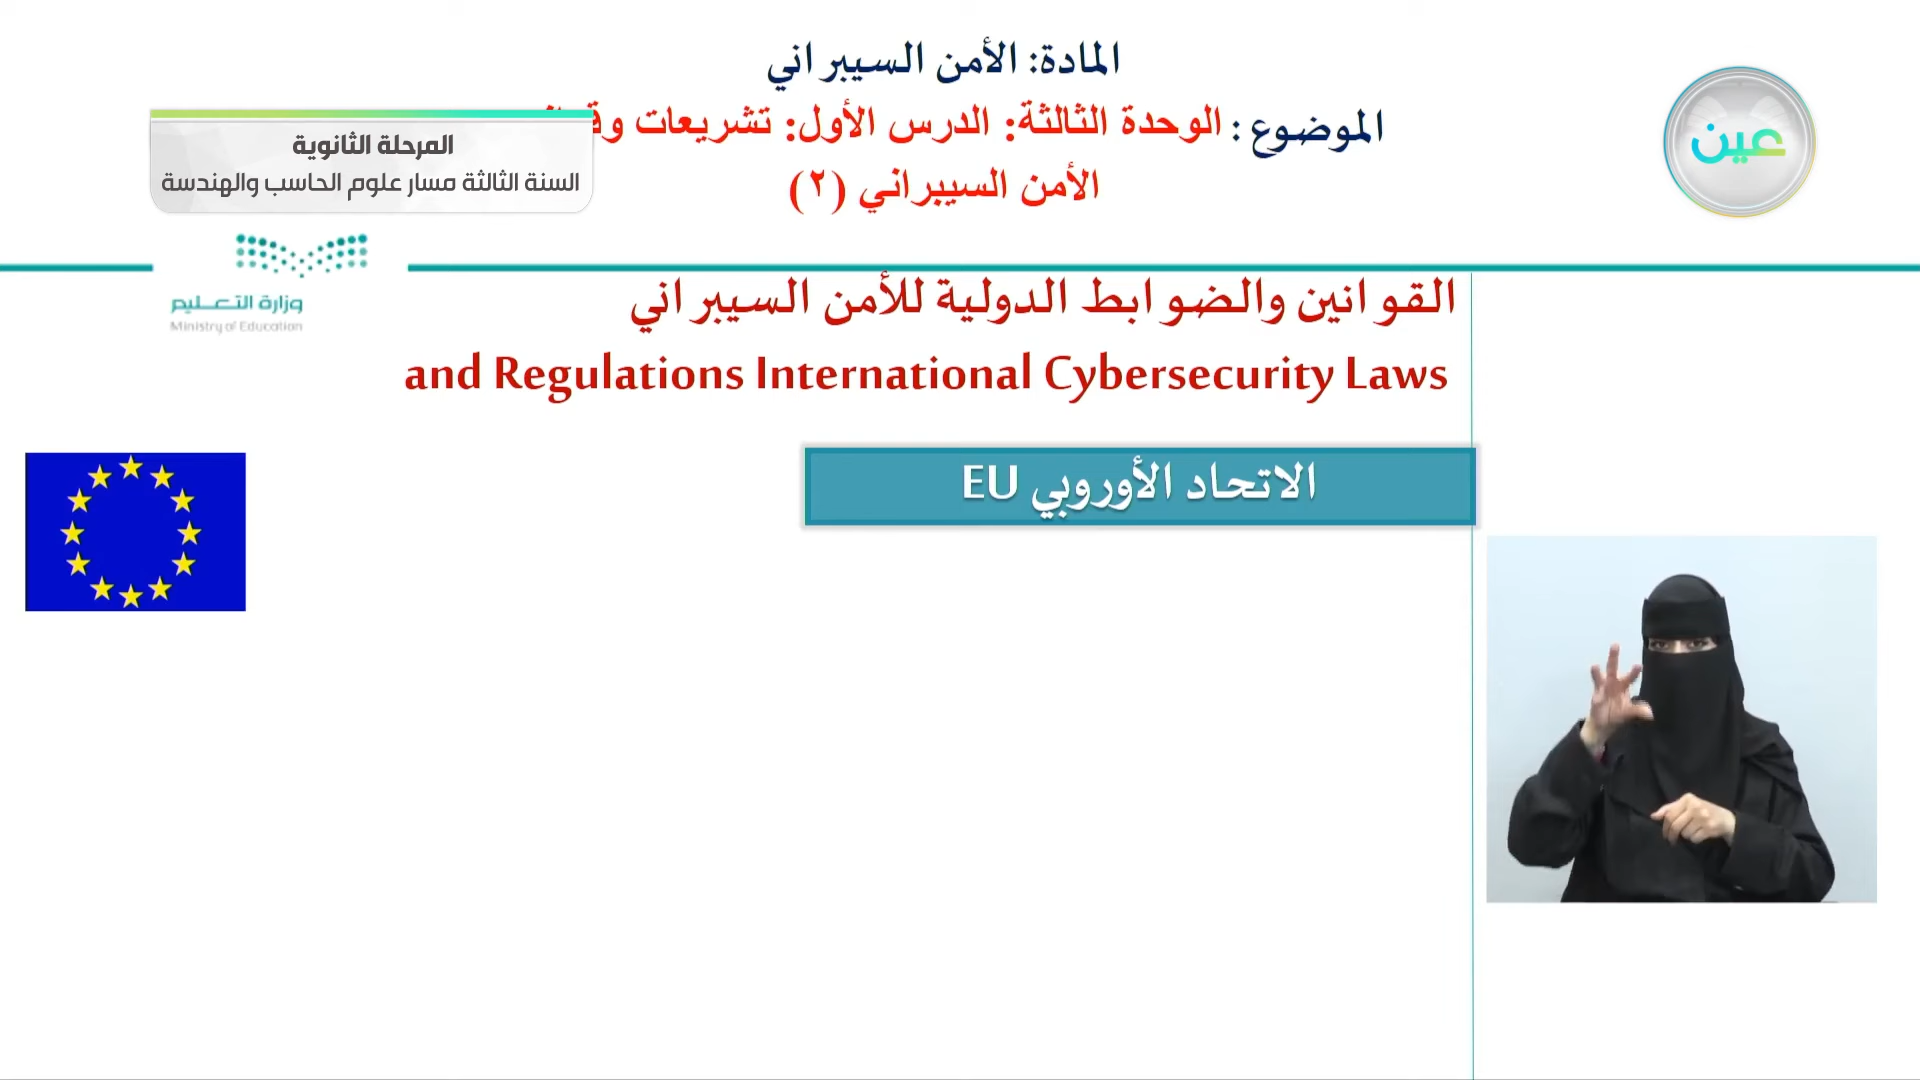 المادة: الأمن السيبراني
الموضوع: الوحدة الثالثة: الدرس الأول: تشريعات
الأمن السيبراني (٢)
المرحلة الثانوية
السنة الثالثة مسار علوم الحاسب والهندسة
عين
وزارة التعليم
Ministry of Education
القوانين والضوابط الدولية للأمن السيبراني
and Regulations International Cybersecurity Laws
الاتحاد الأوروبي EU